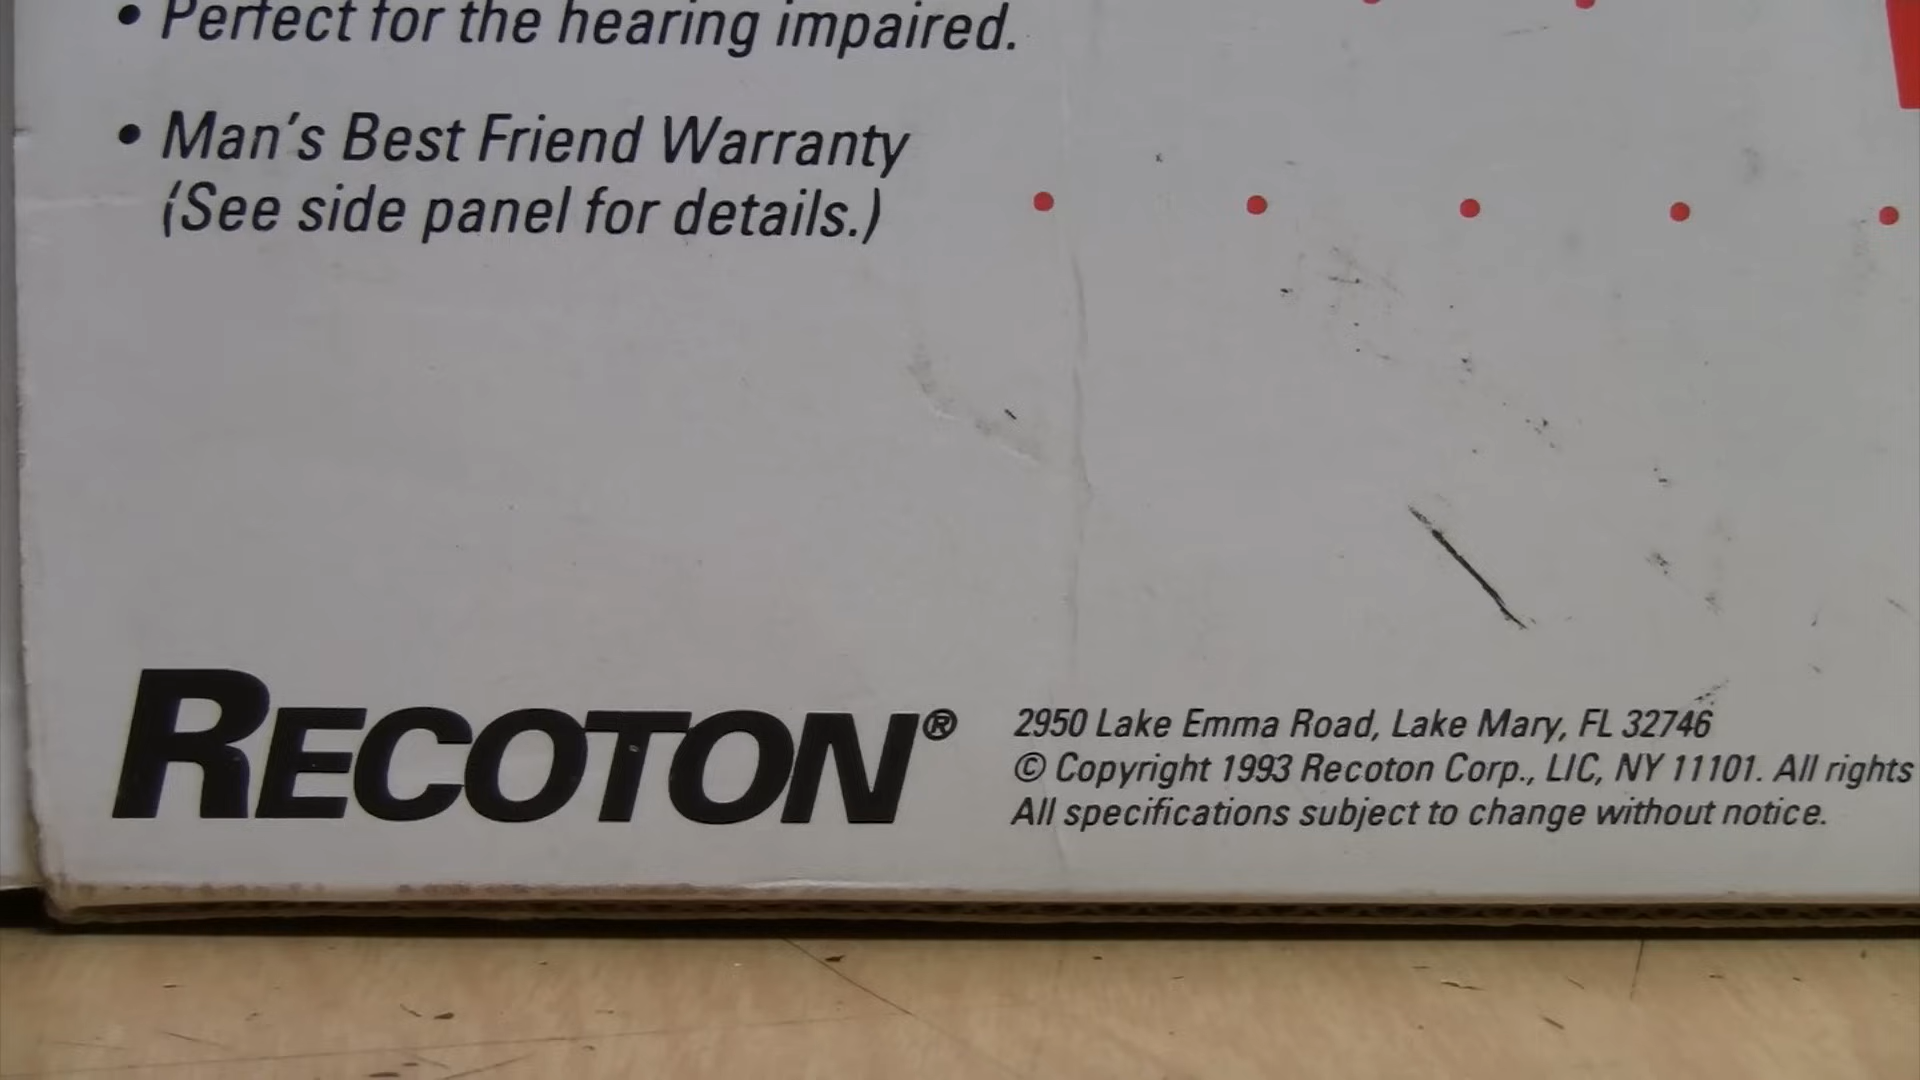 • Perfect for the hearing impaired.
• Man's Best Friend Warranty
(See side panel for details.)
RECOTON®
2950 Lake Emma Road, Lake Mary, FL 32746
© Copyright 1993 Recoton Corp., LIC, NY 11101. All rights
All specifications subject to change without notice.